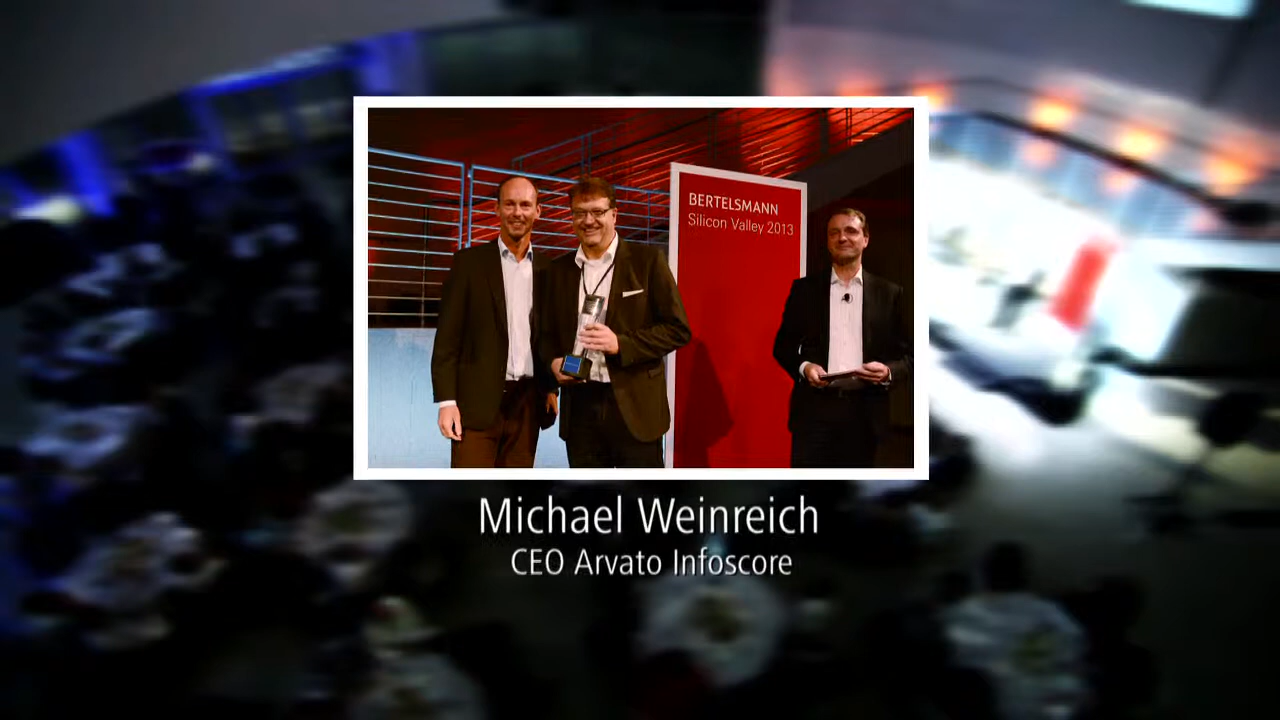 BERTELSMANN
Silicon Valley 2013
Michael Weinreich
CEO Arvato Infoscore